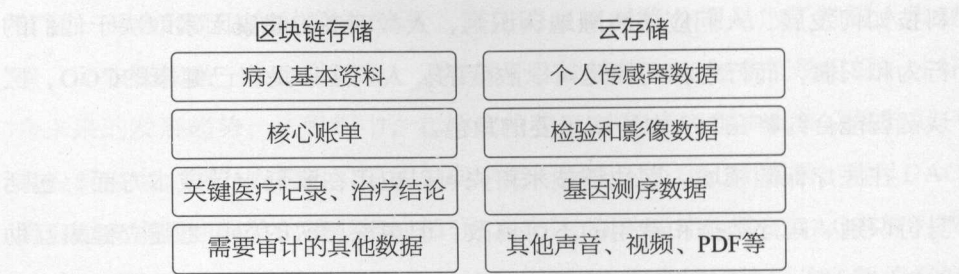 区块链存储 云存储
病人基本资料 个人传感器数据
核心账单 检验和影像数据
关键医疗记录、治疗结论 基因测序数据
需要审计的其他数据 其他声音、视频、PDF等